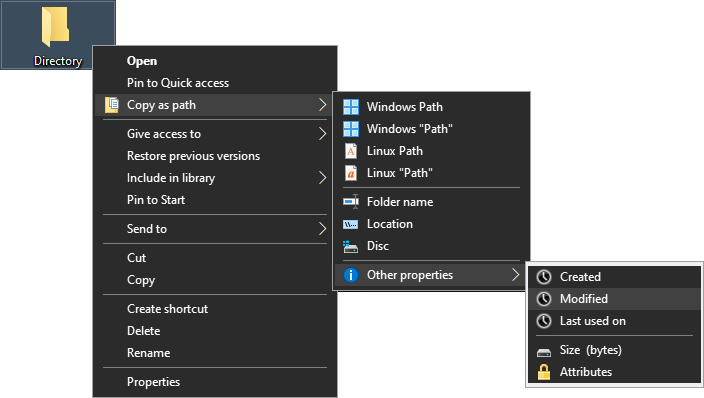 Directory
Open
Pin to Quick access
Copy as path
Give access to
Restore previous versions
Include in library
Pin to Start
Send to
Cut
Copy
Create shortcut
Delete
Rename
Properties
Windows Path
Windows "Path"
Linux Path
Linux "Path"
Folder name
Location
Disc
Other properties
Created
Modified
Last used on
Size (bytes)
Attributes